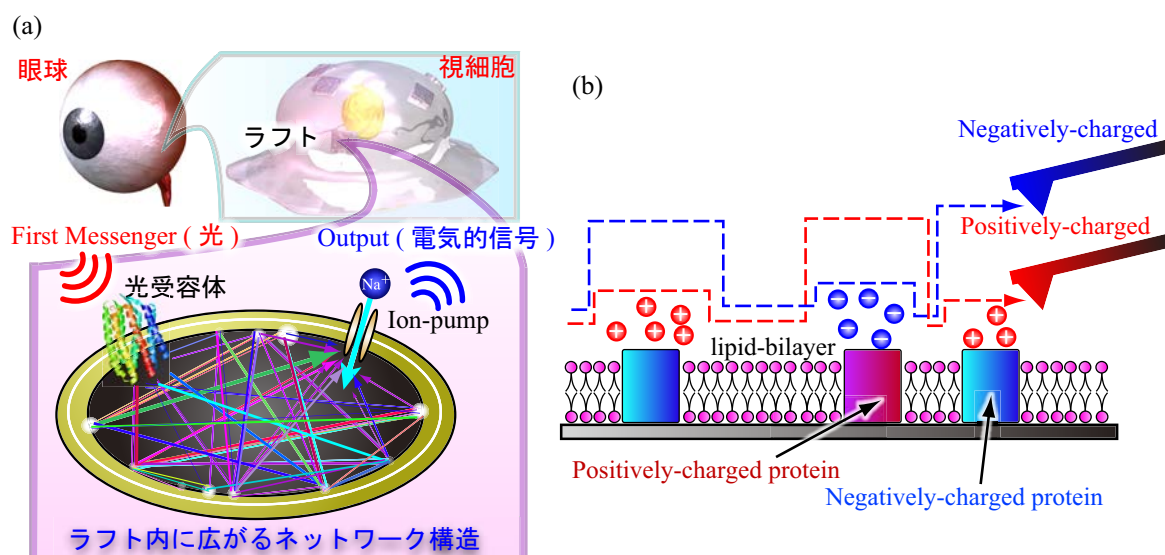 (a)
眼球
視細胞
ラフト
First Messenger ( 光 )
Output ( 電気的信号 )
光受容体
Na+
Ion-pump
ラフト内に広がるネットワーク構造
(b)
Negatively-charged
Positively-charged
lipid-bilayer
Positively-charged protein
Negatively-charged protein